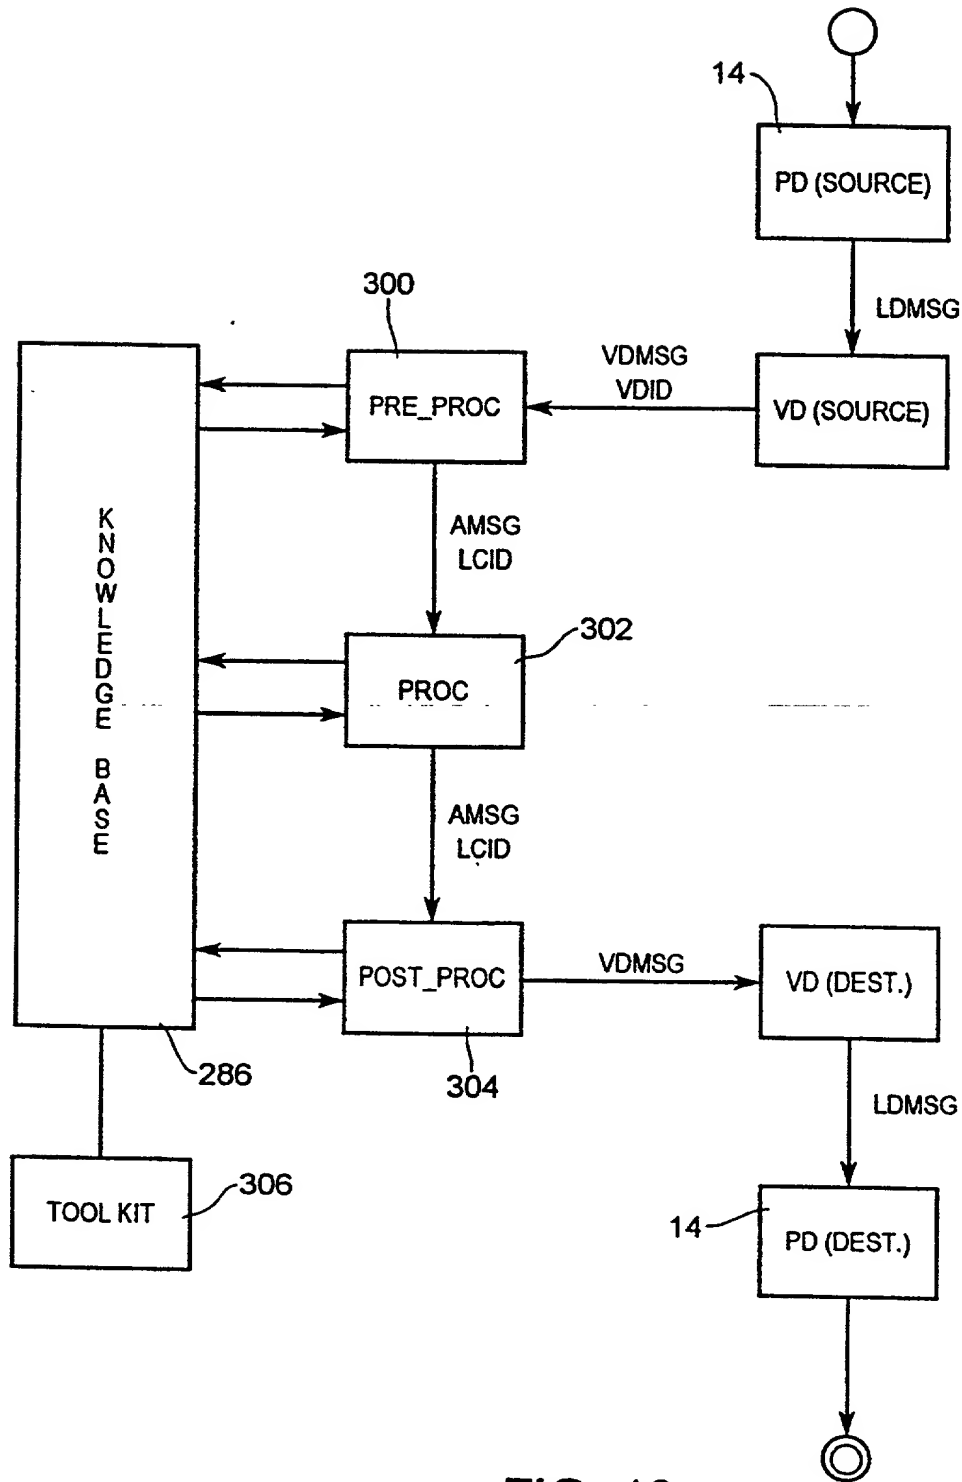 14
PD (SOURCE)
LDMSG
300
VDMSG
VDID
PRE_PROC
VD (SOURCE)
KNOWLEDGE BASE
AMSG
LCID
302
PROC
AMSG
LCID
POST_PROC
VDMSG
VD (DEST.)
286
304
LDMSG
TOOL KIT
306
14
PD (DEST.)